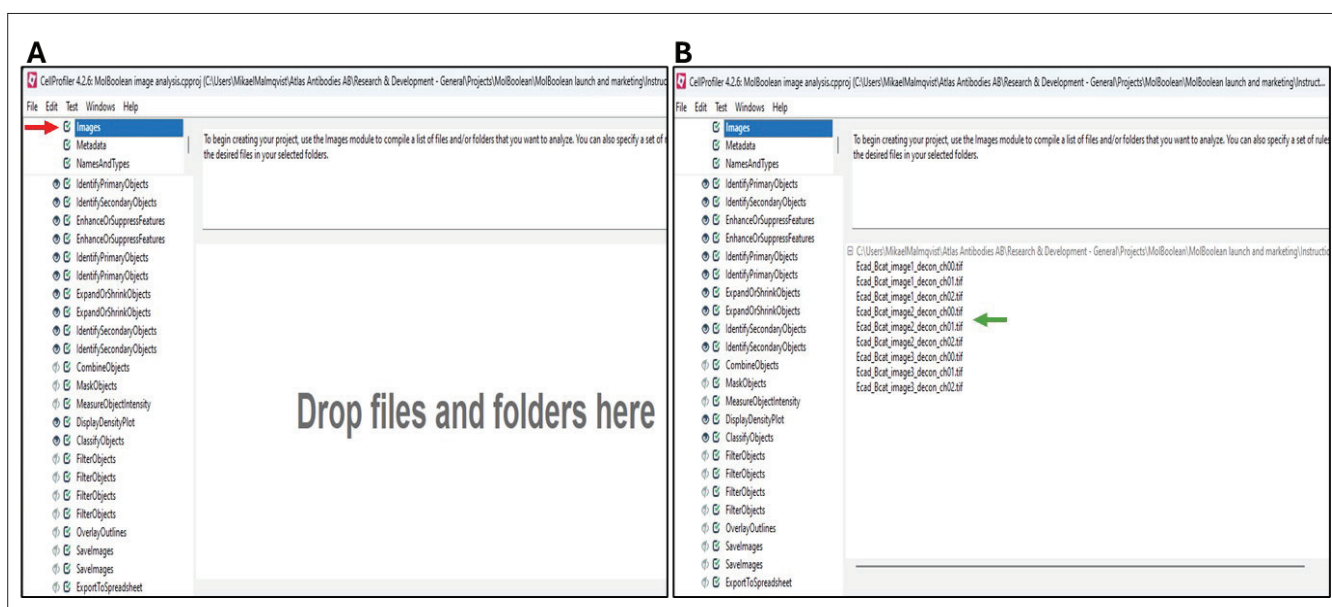 A
CellProfiler 4.2.6: MolBoolean image analysis.cpproj (C:\Users\MikaelMalmqvist\Atlas Antibodies AB\Research & Development - General\Projects\MolBoolean\MolBoolean launch and marketing\Instruc
File Edit Test Windows Help
Images
Metadata
NamesAndTypes
To begin creating your project, use the Images module to compile a list of files and/or folders that you want to analyze. You can also specify a set of
the desired files in your selected folders.
IdentifyPrimaryObjects
IdentifySecondaryObjects
EnhanceOrSuppressFeatures
EnhanceOrSuppressFeatures
IdentifyPrimaryObjects
IdentifyPrimaryObjects
ExpandOrShrinkObjects
ExpandOrShrinkObjects
IdentifySecondaryObjects
IdentifySecondaryObjects
CombineObjects
MaskObjects
MeasureObjectIntensity
DisplayDensityPlot
ClassifyObjects
FilterObjects
FilterObjects
FilterObjects
FilterObjects
OverlayOutlines
SaveImages
SaveImages
ExportToSpreadsheet
Drop files and folders here
B
CellProfiler 4.2.6: MolBoolean image analysis.cpproj (C:\Users\MikaelMalmqvist\Atlas Antibodies AB\Research & Development - General\Projects\MolBoolean\MolBoolean launch and marketing\Instruct...
File Edit Test Windows Help
Images
Metadata
NamesAndTypes
To begin creating your project, use the Images module to compile a list of files and/or folders that you want to analyze. You can also specify a set of rules
the desired files in your selected folders.
IdentifyPrimaryObjects
IdentifySecondaryObjects
EnhanceOrSuppressFeatures
EnhanceOrSuppressFeatures
IdentifyPrimaryObjects
IdentifyPrimaryObjects
ExpandOrShrinkObjects
ExpandOrShrinkObjects
IdentifySecondaryObjects
IdentifySecondaryObjects
CombineObjects
MaskObjects
MeasureObjectIntensity
DisplayDensityPlot
ClassifyObjects
FilterObjects
FilterObjects
FilterObjects
FilterObjects
OverlayOutlines
SaveImages
SaveImages
ExportToSpreadsheet
C:\Users\MikaelMalmqvist\Atlas Antibodies AB\Research & Development - General\Projects\MolBoolean\MolBoolean launch and marketing\Instructio
Ecad_Bcat_image1_decon_ch00.tif
Ecad_Bcat_image1_decon_ch01.tif
Ecad_Bcat_image1_decon_ch02.tif
Ecad_Bcat_image2_decon_ch00.tif
Ecad_Bcat_image2_decon_ch01.tif
Ecad_Bcat_image2_decon_ch02.tif
Ecad_Bcat_image3_decon_ch00.tif
Ecad_Bcat_image3_decon_ch01.tif
Ecad_Bcat_image3_decon_ch02.tif